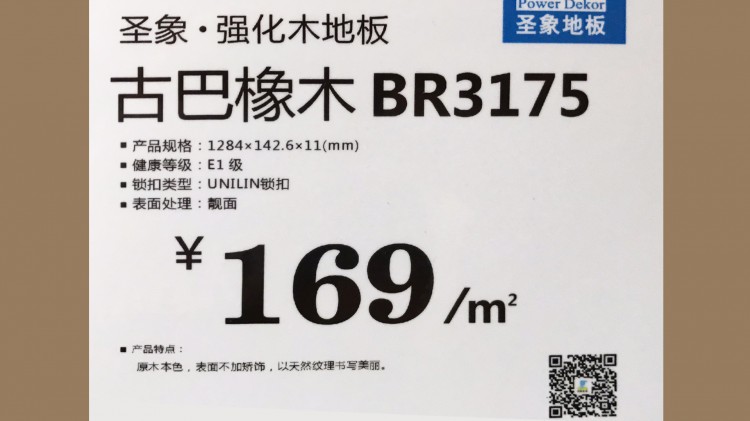 Power Dekor
圣象地板
圣象·强化木地板
古巴橡木 BR3175
▪ 产品规格：1284×142.6×11(mm)
▪ 健康等级：E1 级
▪ 锁扣类型：UNILIN锁扣
▪ 表面处理：靓面
¥ 169 /m²
▪ 产品特点：
原木本色，表面不加矫饰，以天然纹理书写美丽。